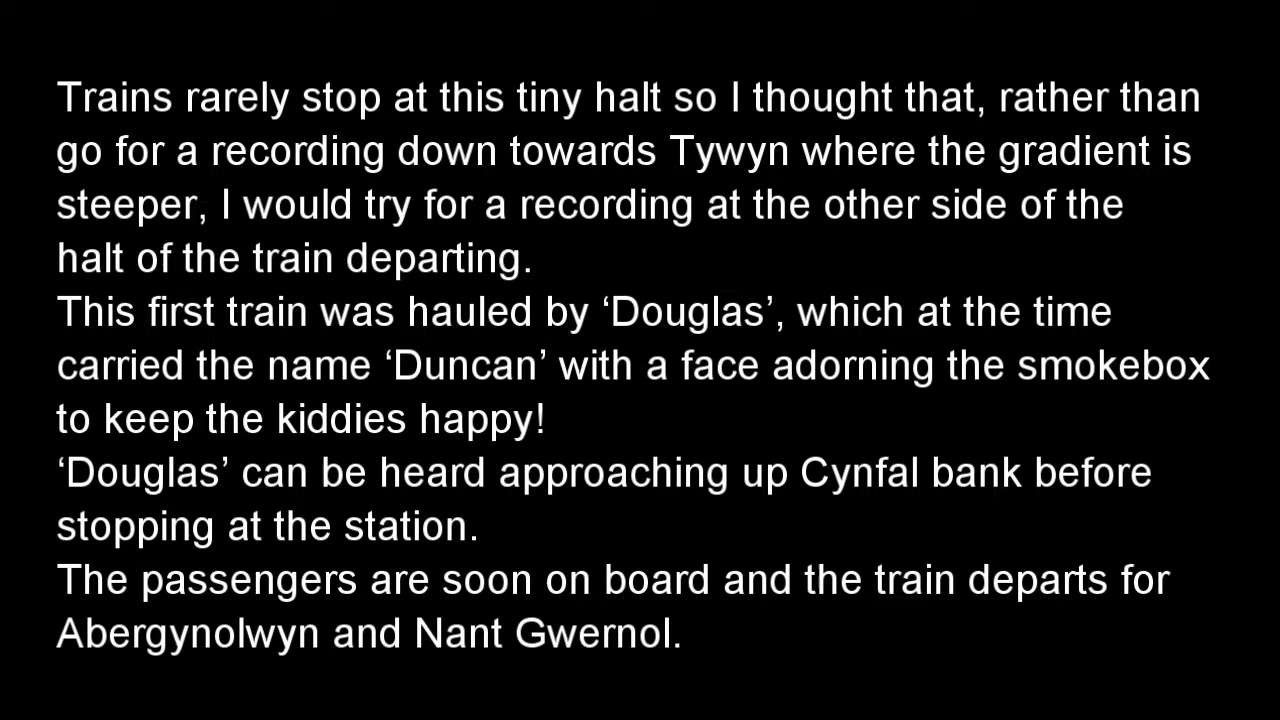 Trains rarely stop at this tiny halt so I thought that, rather than
go for a recording down towards Tywyn where the gradient is
steeper, I would try for a recording at the other side of the
halt of the train departing.
This first train was hauled by ‘Douglas’, which at the time
carried the name ‘Duncan’ with a face adorning the smokebox
to keep the kiddies happy!
‘Douglas’ can be heard approaching up Cynfal bank before
stopping at the station.
The passengers are soon on board and the train departs for
Abergynolwyn and Nant Gwernol.